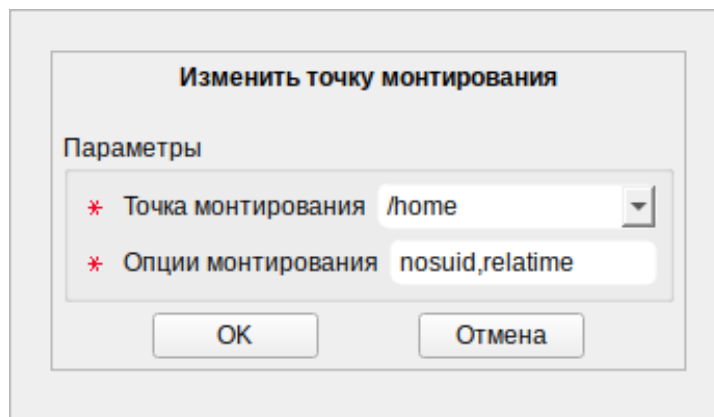 Изменить точку монтирования
Параметры
* Точка монтирования /home
* Опции монтирования nosuid,relatime
OK Отмена